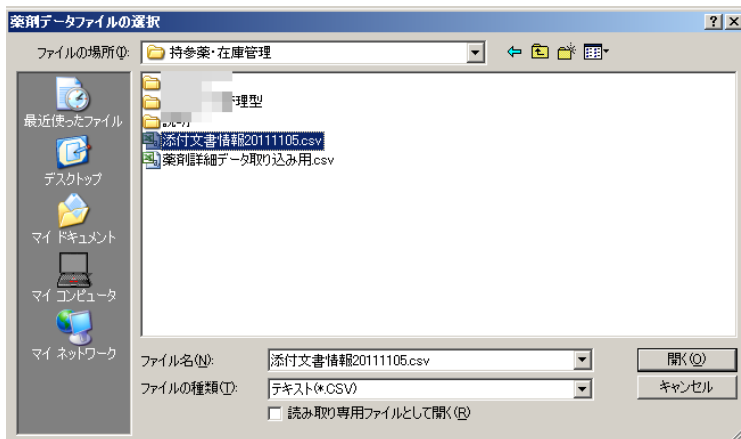 薬剤データファイルの選択
ファイルの場所(I):
持参薬・在庫管理
最近使ったファイル
デスクトップ
マイ ドキュメント
マイ コンピュータ
マイ ネットワーク
理型
添付文書情報20111105.csv
薬剤詳細データ取り込み用.csv
ファイル名(N):
添付文書情報20111105.csv
開く(O)
ファイルの種類(T):
テキスト(*.CSV)
キャンセル
読み取り専用ファイルとして開く(R)